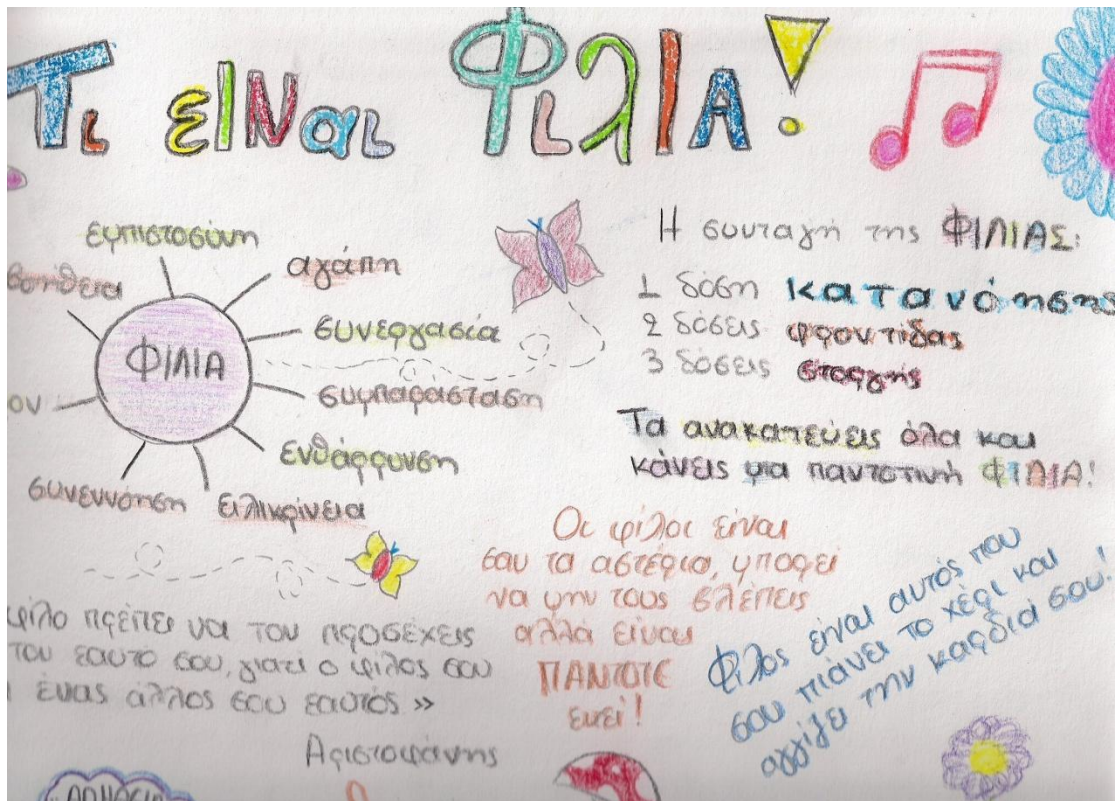 Τι εΙΝαι ΦιλΙΑ!
εμπιστοσύνη
βοήθεια
αγάπη
συνεργασία
ΦΙΛΙΑ
συμπαράσταση
ον
ενθάρρυνση
συνεννόηση
ειλικρίνεια
Η συνταγή της ΦΙΛΙΑΣ:
1 δόση κατανόησης
2 δόσεις φροντίδας
3 δόσεις στοργής
Τα ανακατεύεις όλα και
κάνεις μια παντοτινή ΦΙΛΙΑ!
Οι φίλοι είναι
σαν τα αστέρια, μπορεί
να μην τους βλέπεις
αλλά είναι
ΠΑΝΤΟΤΕ
εκεί!
φίλο πρέπει να τον προσέχεις
τον εαυτό σου, γιατί ο φίλος σου
ι ένας άλλος σου εαυτός »
Αριστοφάνης
Φίλος είναι αυτός που
σου πιάνει το χέρι και
αγγίζει την καρδιά σου!